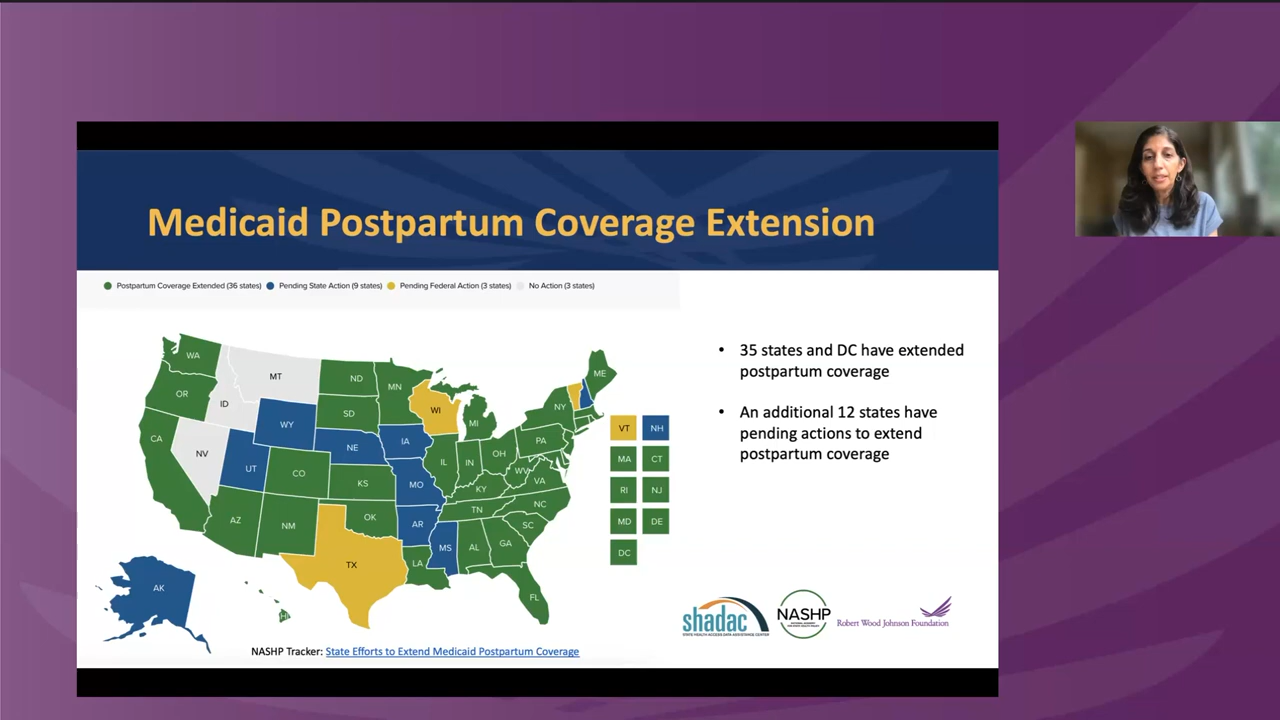 Medicaid Postpartum Coverage Extension
Postpartum Coverage Extended (36 states)
Pending State Action (9 states)
Pending Federal Action (3 states)
No Action (3 states)
WA
OR
CA
NV
ID
MT
WY
UT
AZ
CO
NM
ND
SD
NE
KS
OK
TX
MN
IA
MO
AR
LA
WI
IL
MS
MI
IN
KY
TN
AL
OH
WV
GA
FL
SC
NC
VA
PA
NY
ME
AK
HI
VT
NH
MA
CT
RI
NJ
MD
DE
DC
• 35 states and DC have extended
postpartum coverage
• An additional 12 states have
pending actions to extend
postpartum coverage
shadac
STATE HEALTH ACCESS DATA ASSISTANCE CENTER
NASHP
Robert Wood Johnson Foundation
NASHP Tracker: State Efforts to Extend Medicaid Postpartum Coverage